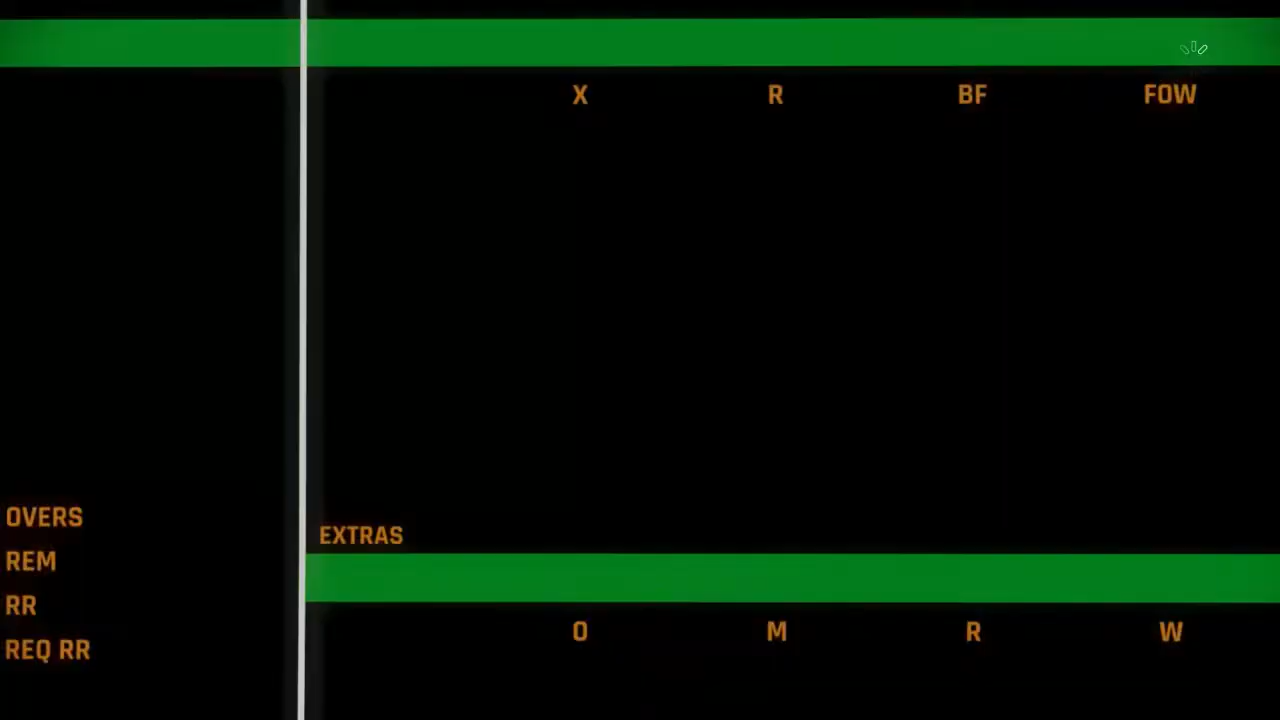 X R BF FOW
OVERS
REM
RR
REQ RR
EXTRAS
O M R W